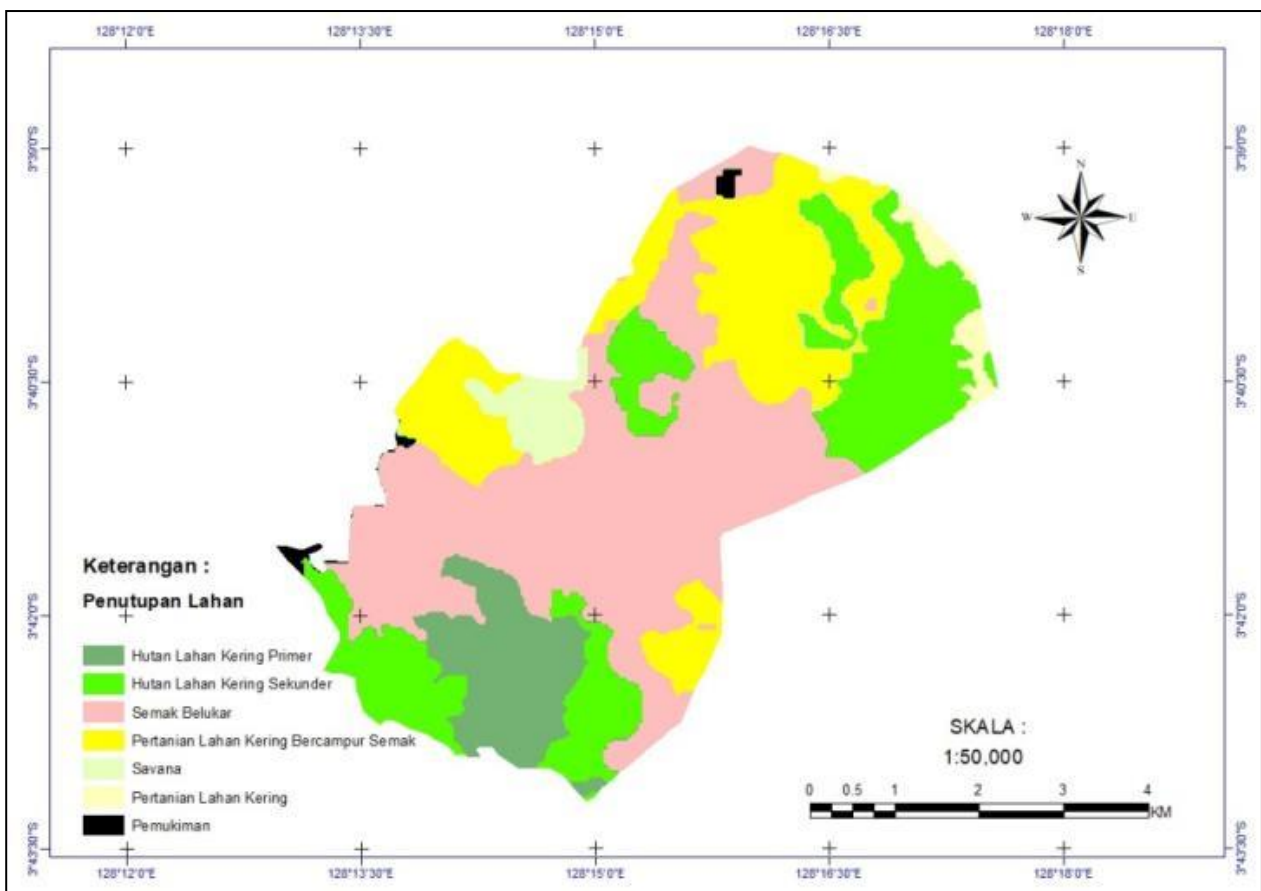 128°12'0"E 128°13'30"E 128°15'0"E 128°16'30"E 128°18'0"E
3°39'0"S 3°39'0"S
N
W E
S
3°40'30"S 3°40'30"S
Keterangan :
Penutupan Lahan
3°42'0"S 3°42'0"S
Hutan Lahan Kering Primer
Hutan Lahan Kering Sekunder
Semak Belukar
Pertanian Lahan Kering Bercampur Semak
Savana
Pertanian Lahan Kering
Pemukiman
SKALA :
1:50,000
0 0.5 1 2 3 4
KM
3°43'30"S 3°43'30"S
128°12'0"E 128°13'30"E 128°15'0"E 128°16'30"E 128°18'0"E